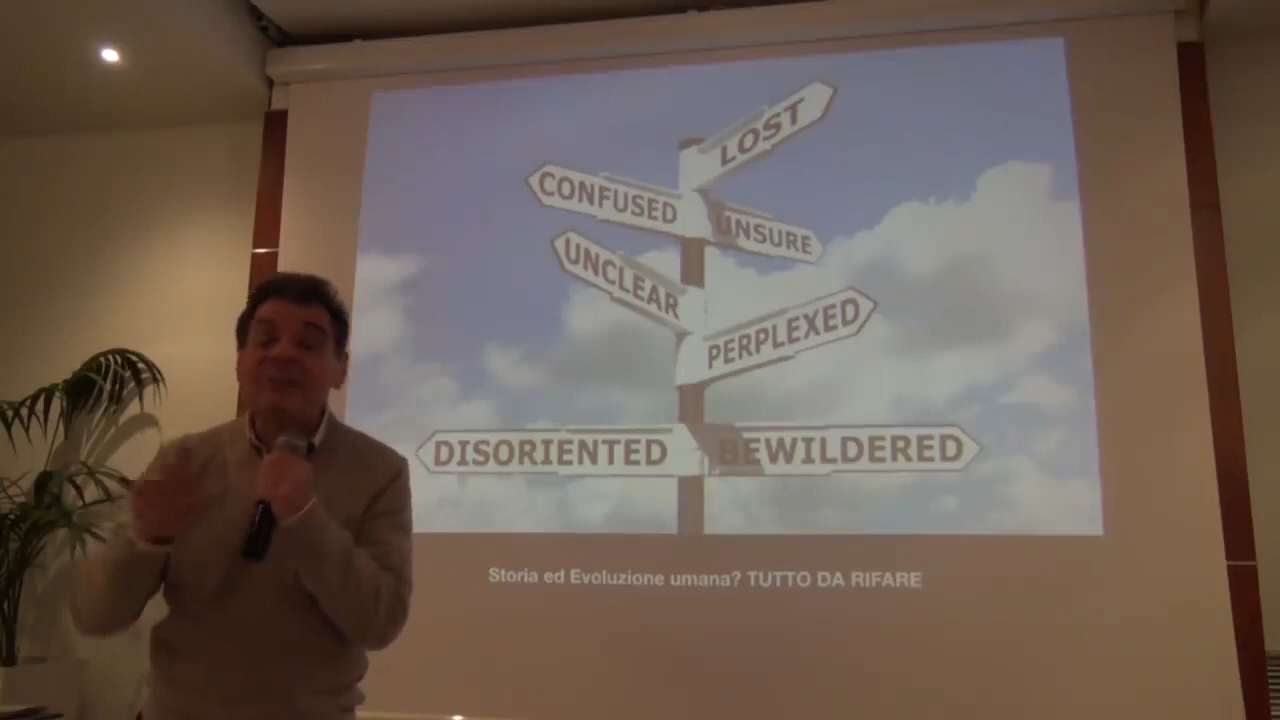 LOST
CONFUSED
UNSURE
UNCLEAR
PERPLEXED
DISORIENTED
BEWILDERED
Storia ed Evoluzione umana? TUTTO DA RIFARE